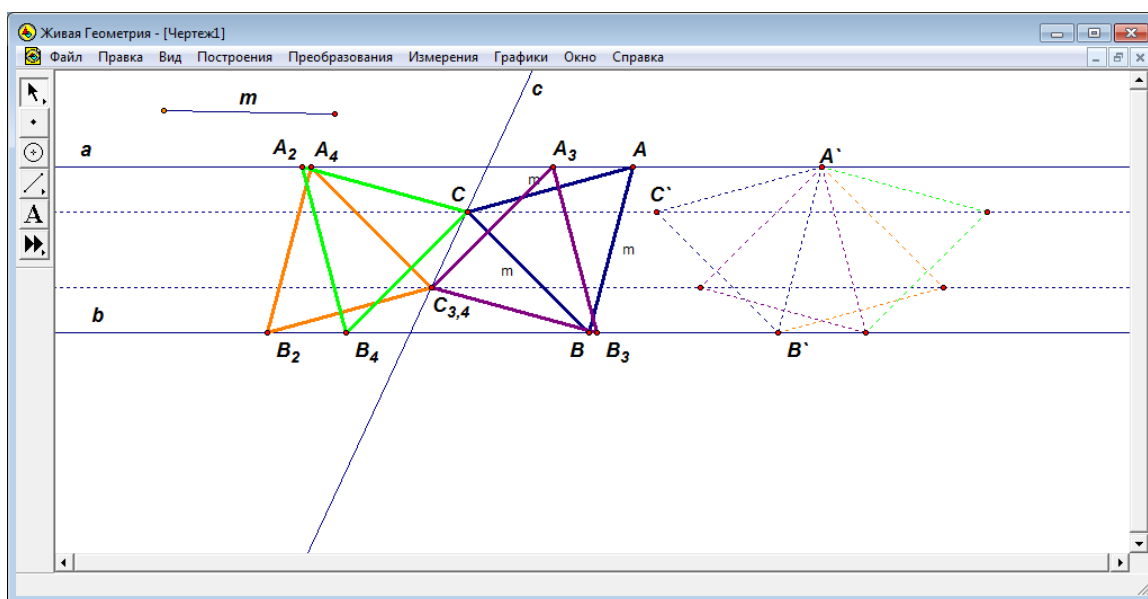 Живая Геометрия - [Чертеж1]
Файл Правка Вид Построения Преобразования Измерения Графики Окно Справка
c
m
a
A2 A4 A3 A A`
m
C C`
A
m
m
C3,4
b
B2 B4 B B3 B`